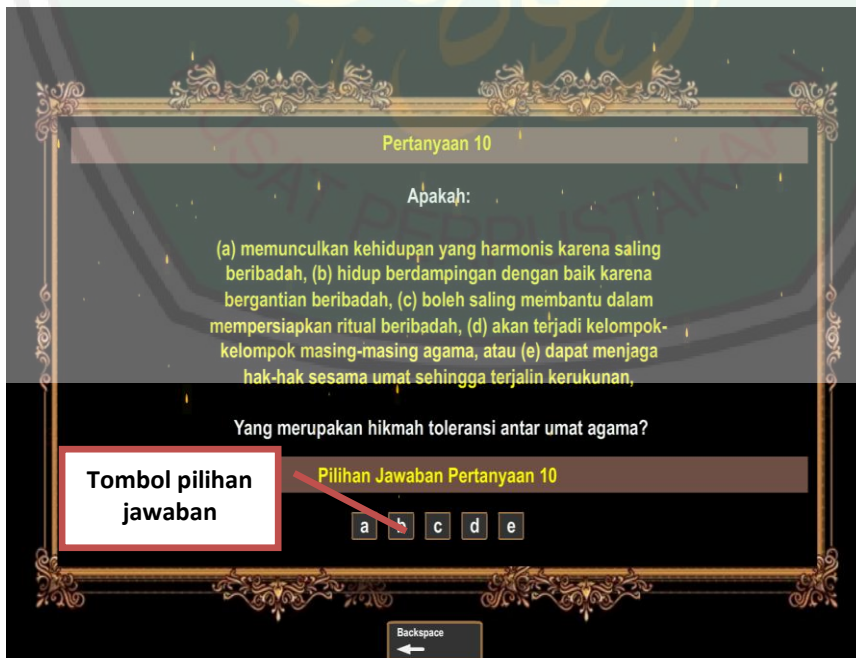 Pertanyaan 10
Apakah:
(a) memunculkan kehidupan yang harmonis karena saling
beribadah, (b) hidup berdampingan dengan baik karena
bergantian beribadah, (c) boleh saling membantu dalam
mempersiapkan ritual beribadah, (d) akan terjadi kelompok-
kelompok masing-masing agama, atau (e) dapat menjaga
hak-hak sesama umat sehingga terjalin kerukunan,
Yang merupakan hikmah toleransi antar umat agama?
Pilihan Jawaban Pertanyaan 10
Tombol pilihan
jawaban
a b c d e
Backspace
PUSAT PERPUSTAKAAN